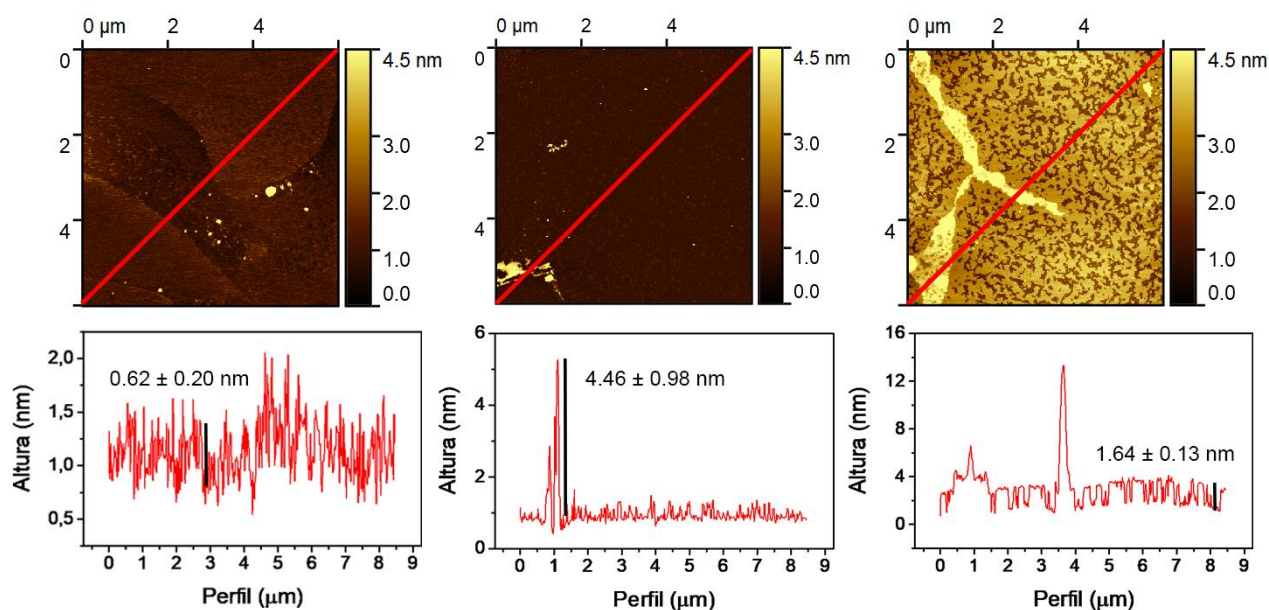 0 µm 2 4
0
2
4
4.5 nm
3.0
2.0
1.0
0.0
0 µm 2 4
0
2
4
4.5 nm
3.0
2.0
1.0
0.0
0 µm 2 4
0
2
4
4.5 nm
3.0
2.0
1.0
0.0
Altura (nm)
2,0
1,5
1,0
0,5
0.62 ± 0.20 nm
0 1 2 3 4 5 6 7 8 9
Perfil (µm)
Altura (nm)
6
4
2
0
4.46 ± 0.98 nm
0 1 2 3 4 5 6 7 8 9
Perfil (µm)
Altura (nm)
16
12
8
4
0
1.64 ± 0.13 nm
0 1 2 3 4 5 6 7 8 9
Perfil (µm)